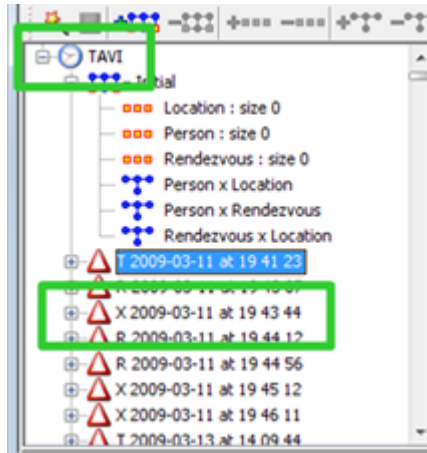 TAVI
Initial
Location : size 0
Person : size 0
Rendezvous : size 0
Person x Location
Person x Rendezvous
Rendezvous x Location
T 2009-03-11 at 19 41 23
X 2009-03-11 at 19 43 44
R 2009-03-11 at 19 44 12
R 2009-03-11 at 19 44 56
X 2009-03-11 at 19 45 12
X 2009-03-11 at 19 46 11
T 2009-03-13 at 14 09 44